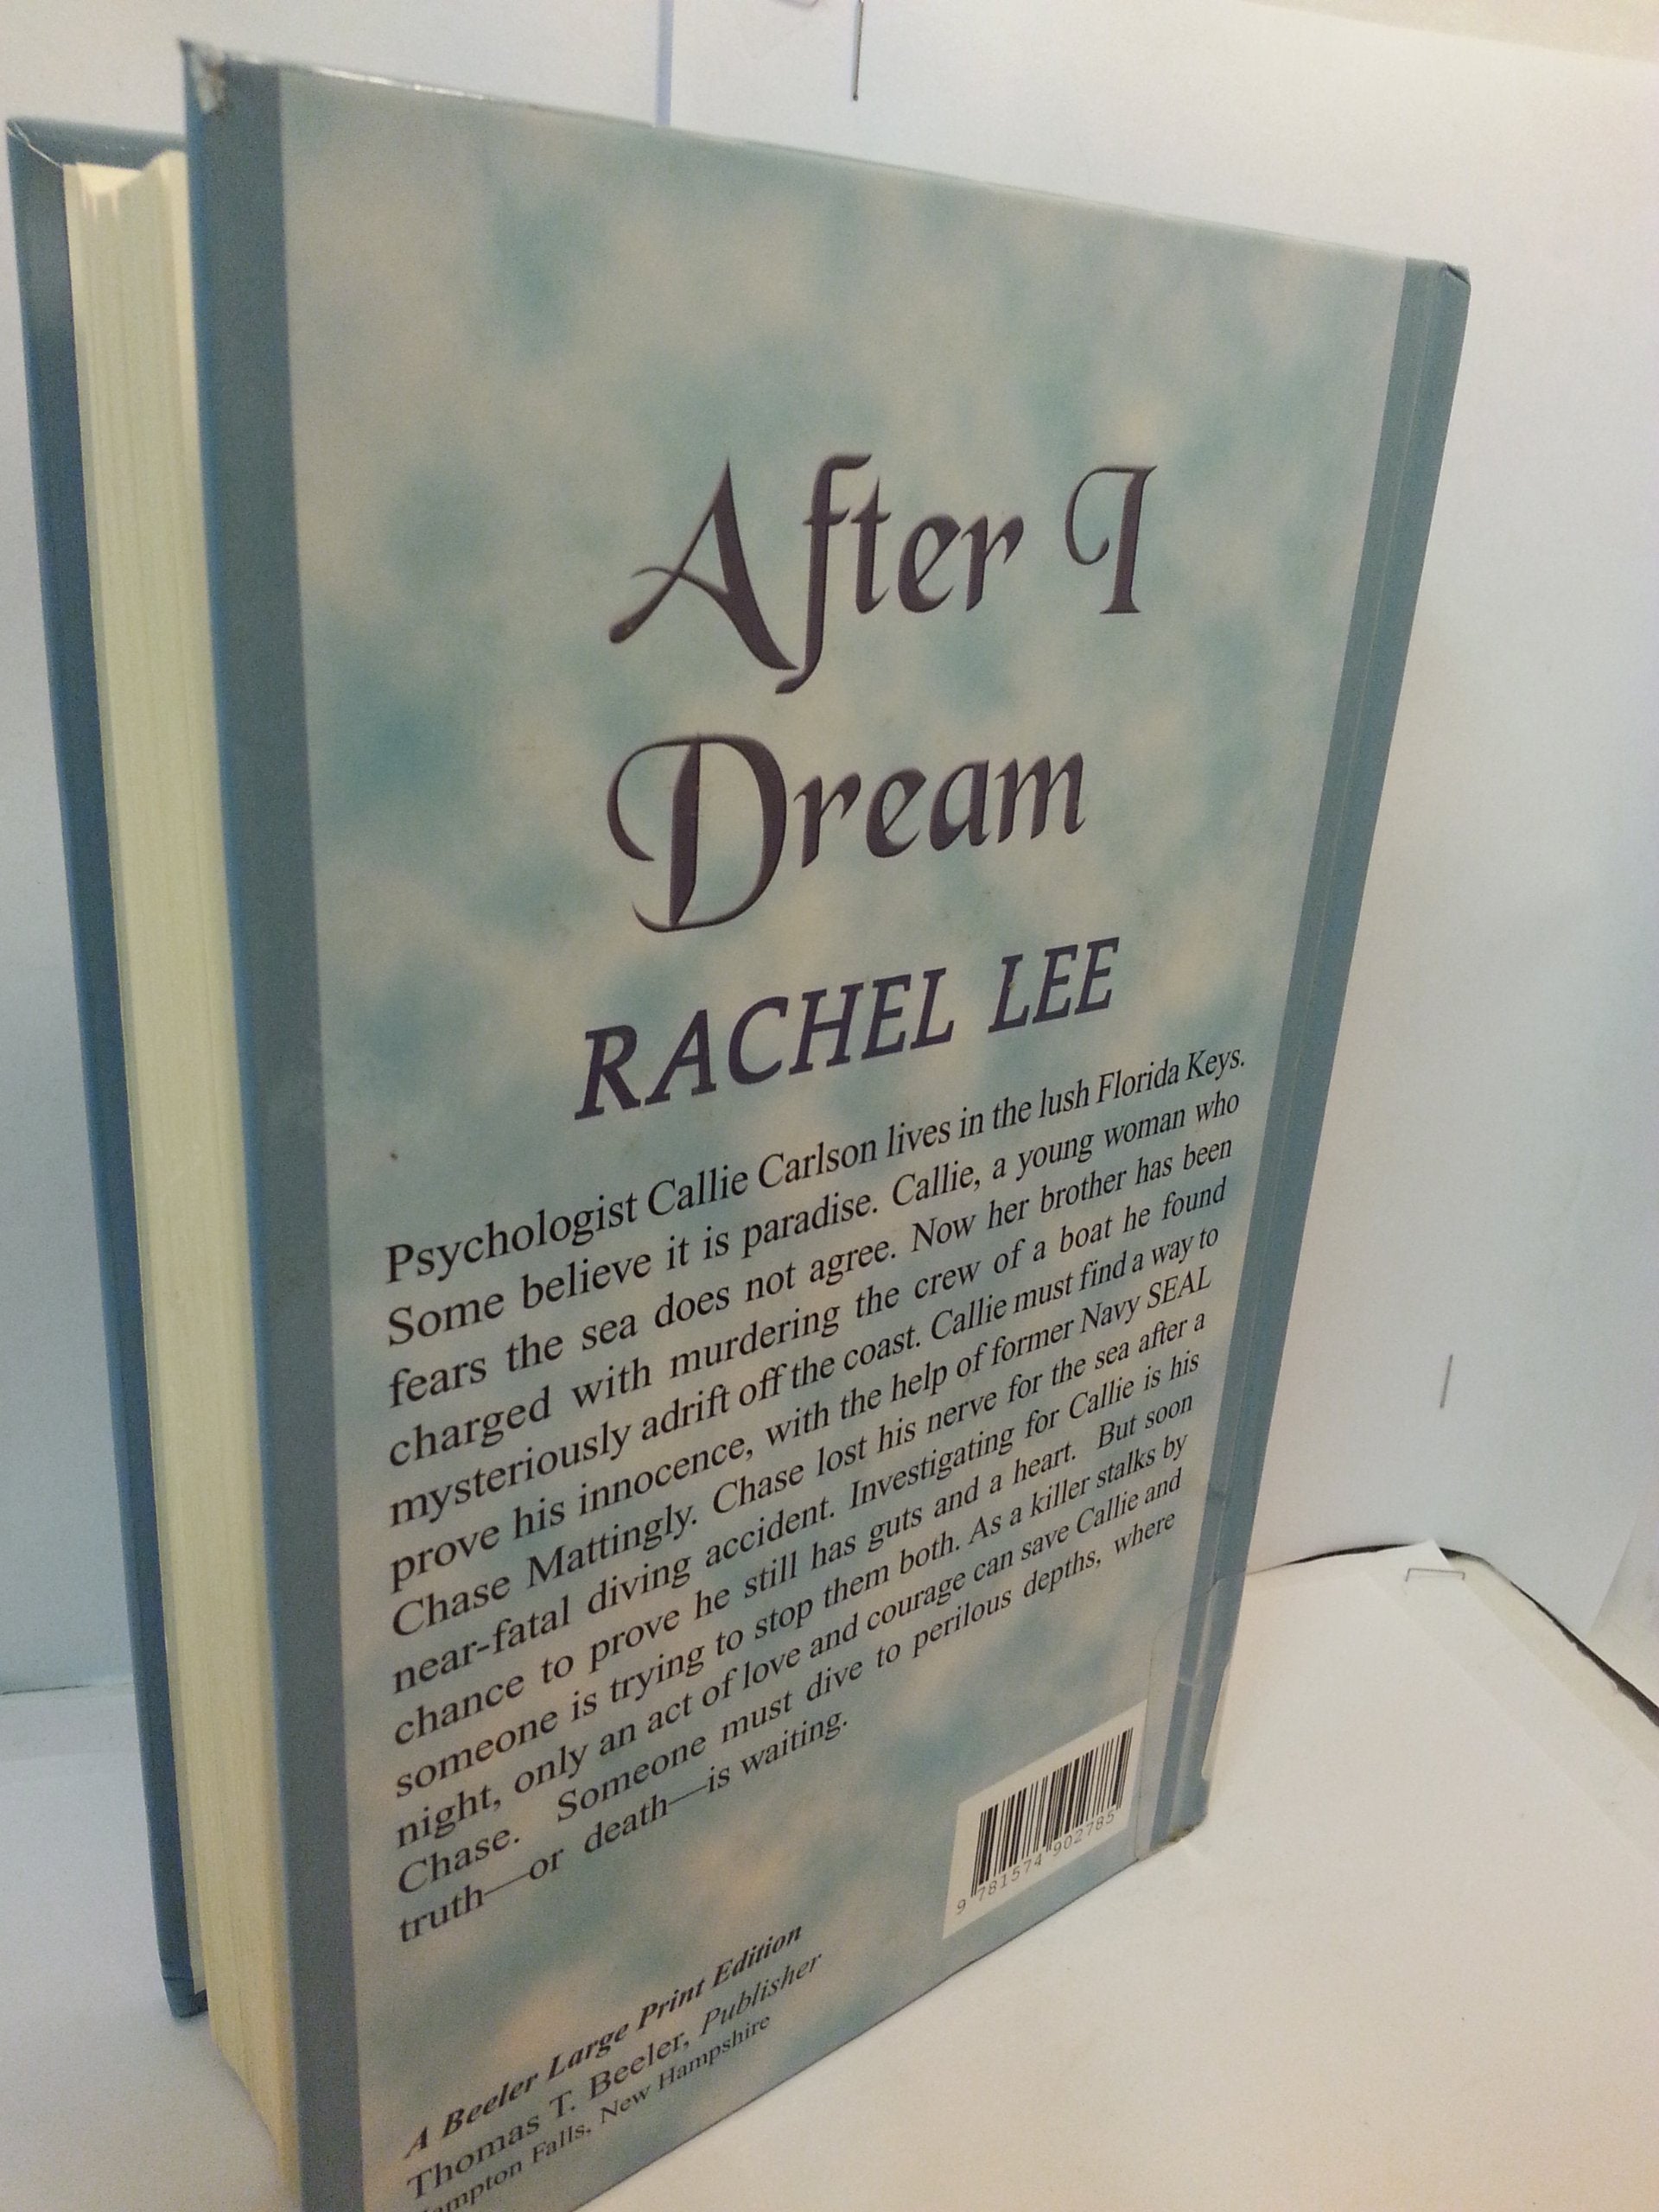 After I
Dream
RACHEL LEE
Psychologist Callie Carlson lives in the lush Florida Keys.
Some believe it is paradise. Callie, a young woman who
fears the sea does not agree. Now her brother has been
charged with murdering the crew of a boat he found
mysteriously adrift off the coast. Callie must find a way to
prove his innocence, with the help of former Navy SEAL
Chase Mattingly. Chase lost his nerve for the sea after a
near-fatal diving accident. Investigating for Callie is his
chance to prove he still has guts and a heart. But soon
someone is trying to stop them both. As a killer stalks by
night, only an act of love and courage can save Callie and
Chase. Someone must dive to perilous depths, where
truth—or death—is waiting.
9 781574 902785
A Beeler Large Print Edition
Thomas T. Beeler, Publisher
ampton Falls, New Hampshire